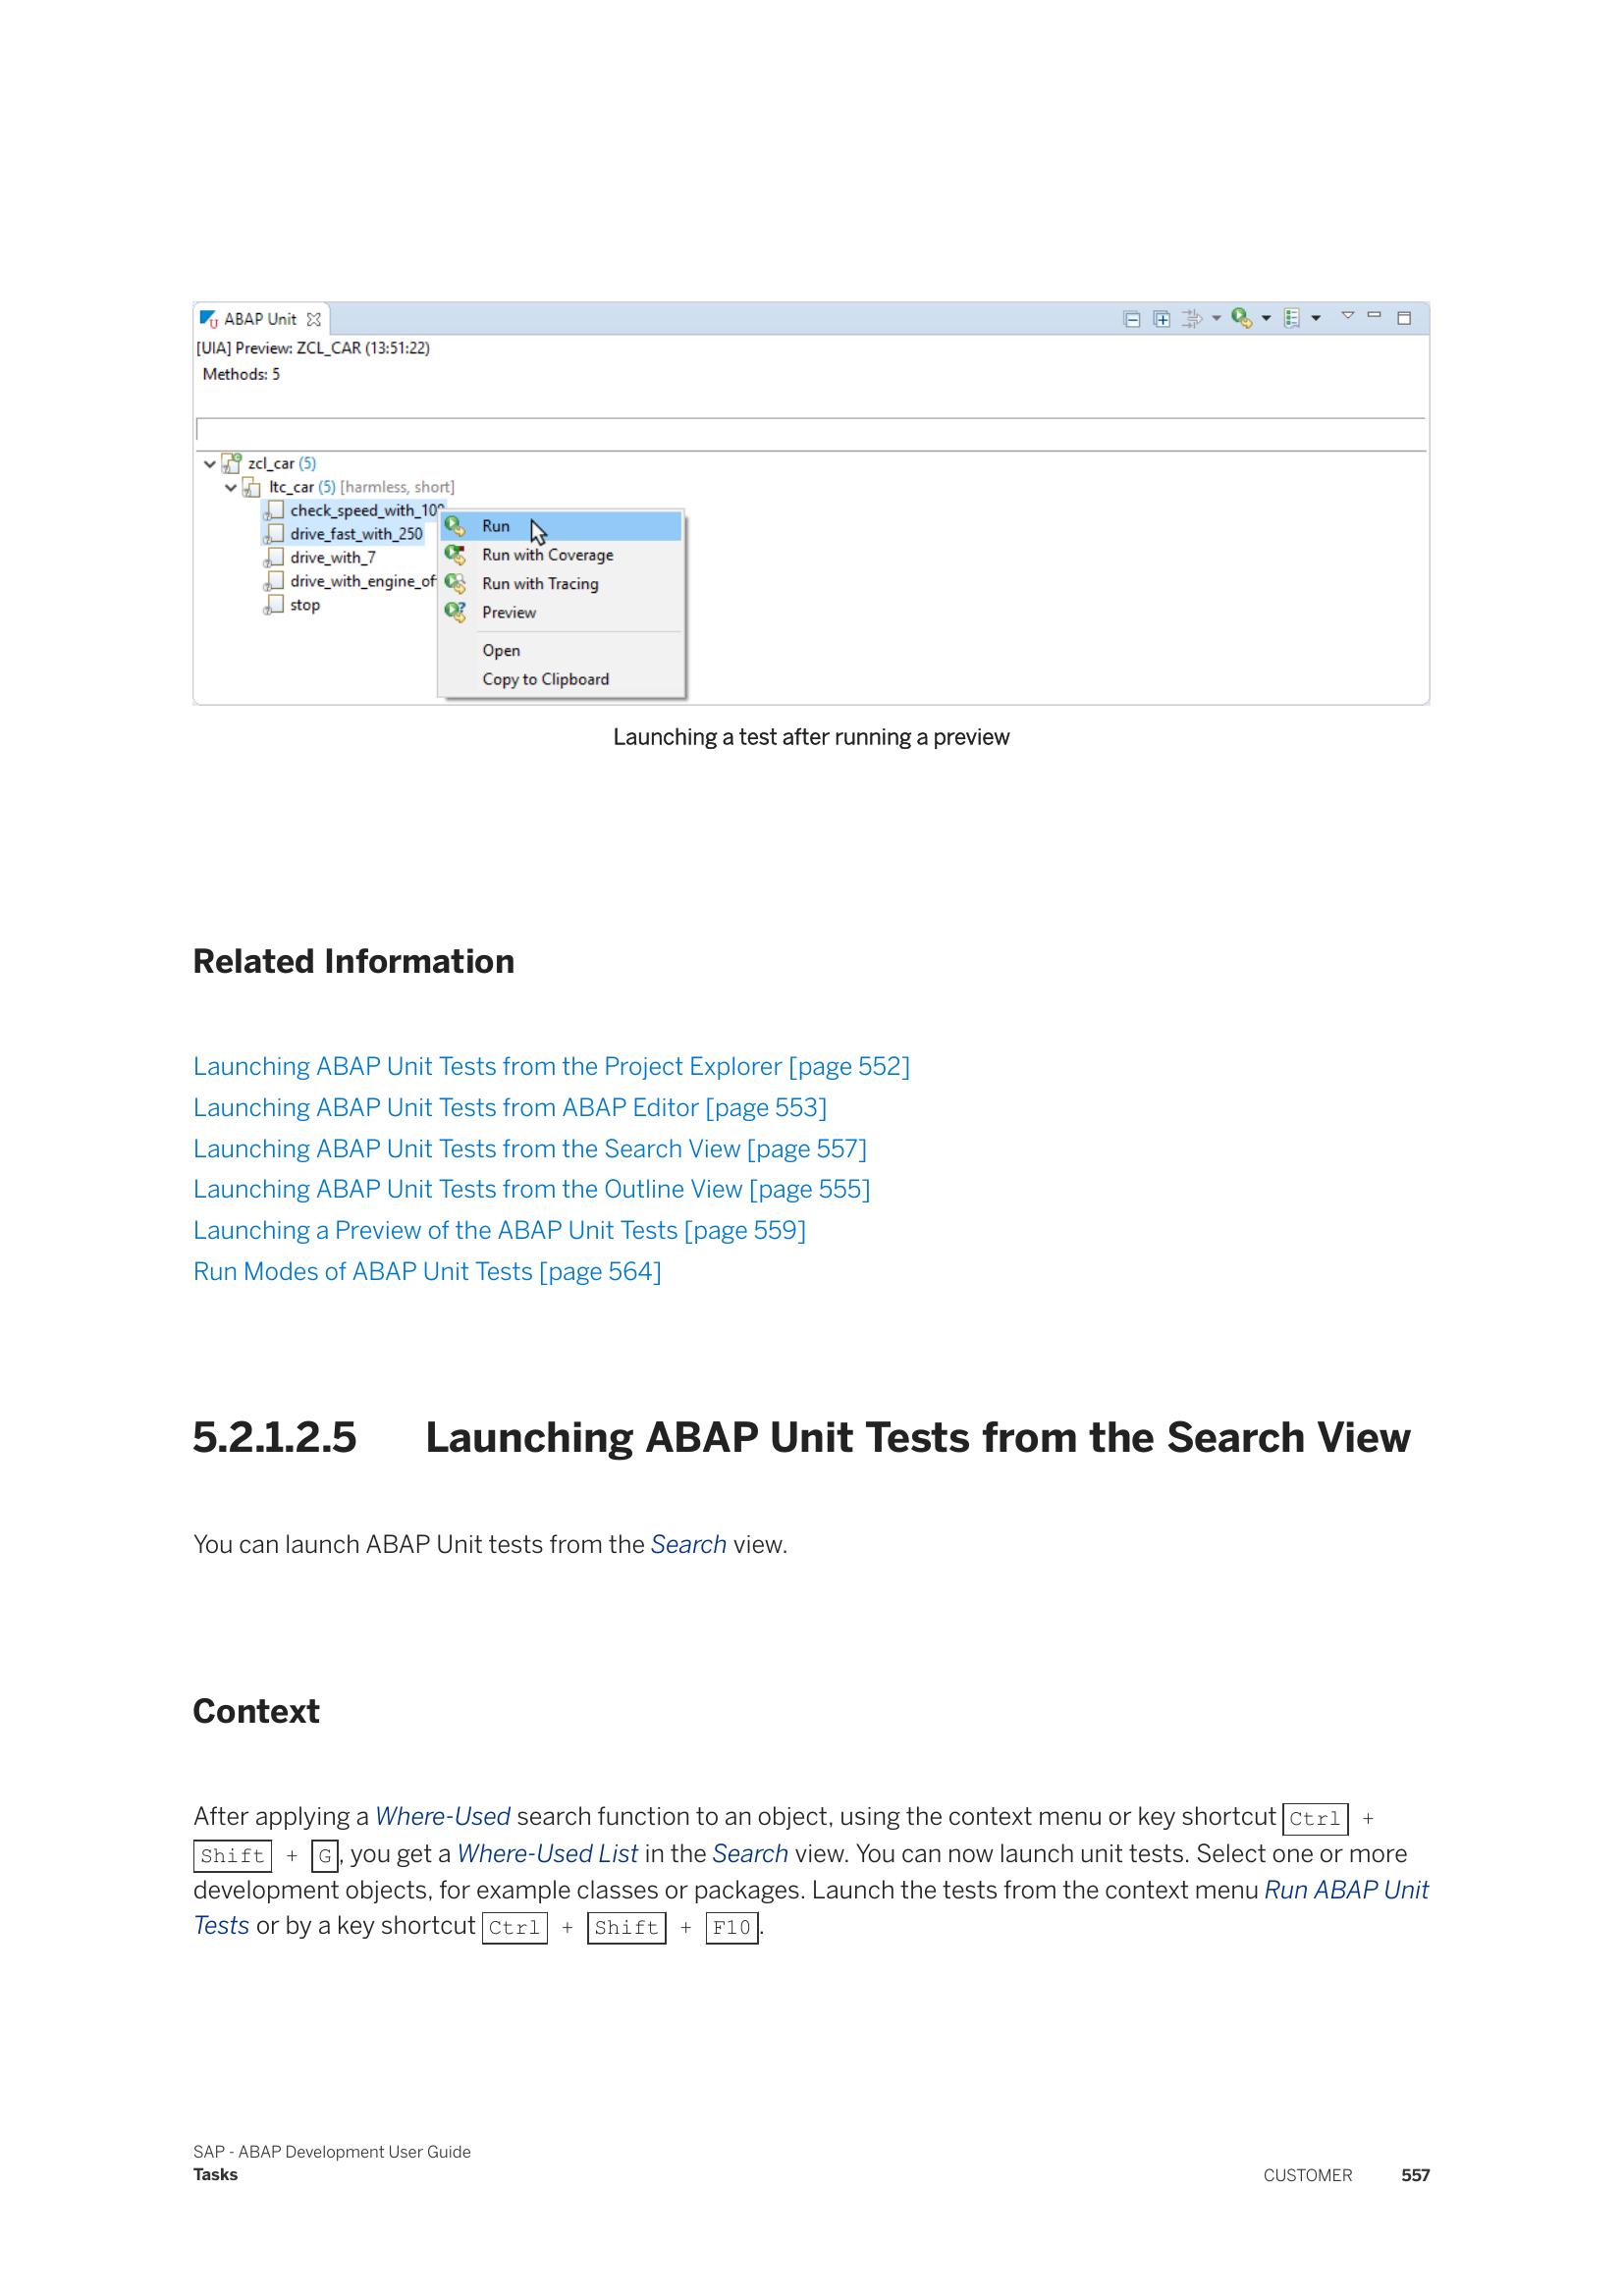 ABAP Unit
[UIA] Preview: ZCL_CAR (13:51:22)
Methods: 5
zcl_car (5)
ltc_car (5) [harmless, short]
check_speed_with_100
drive_fast_with_250
drive_with_7
drive_with_engine_of
stop
Run
Run with Coverage
Run with Tracing
Preview
Open
Copy to Clipboard
Launching a test after running a preview
Related Information
Launching ABAP Unit Tests from the Project Explorer [page 552]
Launching ABAP Unit Tests from ABAP Editor [page 553]
Launching ABAP Unit Tests from the Search View [page 557]
Launching ABAP Unit Tests from the Outline View [page 555]
Launching a Preview of the ABAP Unit Tests [page 559]
Run Modes of ABAP Unit Tests [page 564]
5.2.1.2.5 Launching ABAP Unit Tests from the Search View
You can launch ABAP Unit tests from the Search view.
Context
After applying a Where-Used search function to an object, using the context menu or key shortcut Ctrl +
Shift + G, you get a Where-Used List in the Search view. You can now launch unit tests. Select one or more
development objects, for example classes or packages. Launch the tests from the context menu Run ABAP Unit
Tests or by a key shortcut Ctrl + Shift + F10.
SAP - ABAP Development User Guide
Tasks
CUSTOMER 557